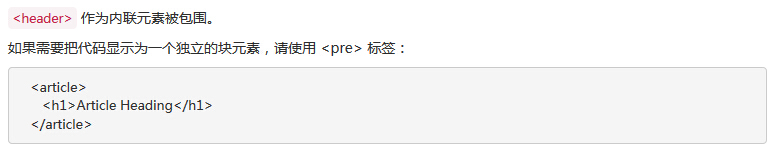 <header> 作为内联元素被包围。
如果需要把代码显示为一个独立的块元素，请使用 <pre> 标签：
<article>
<h1>Article Heading</h1>
</article>